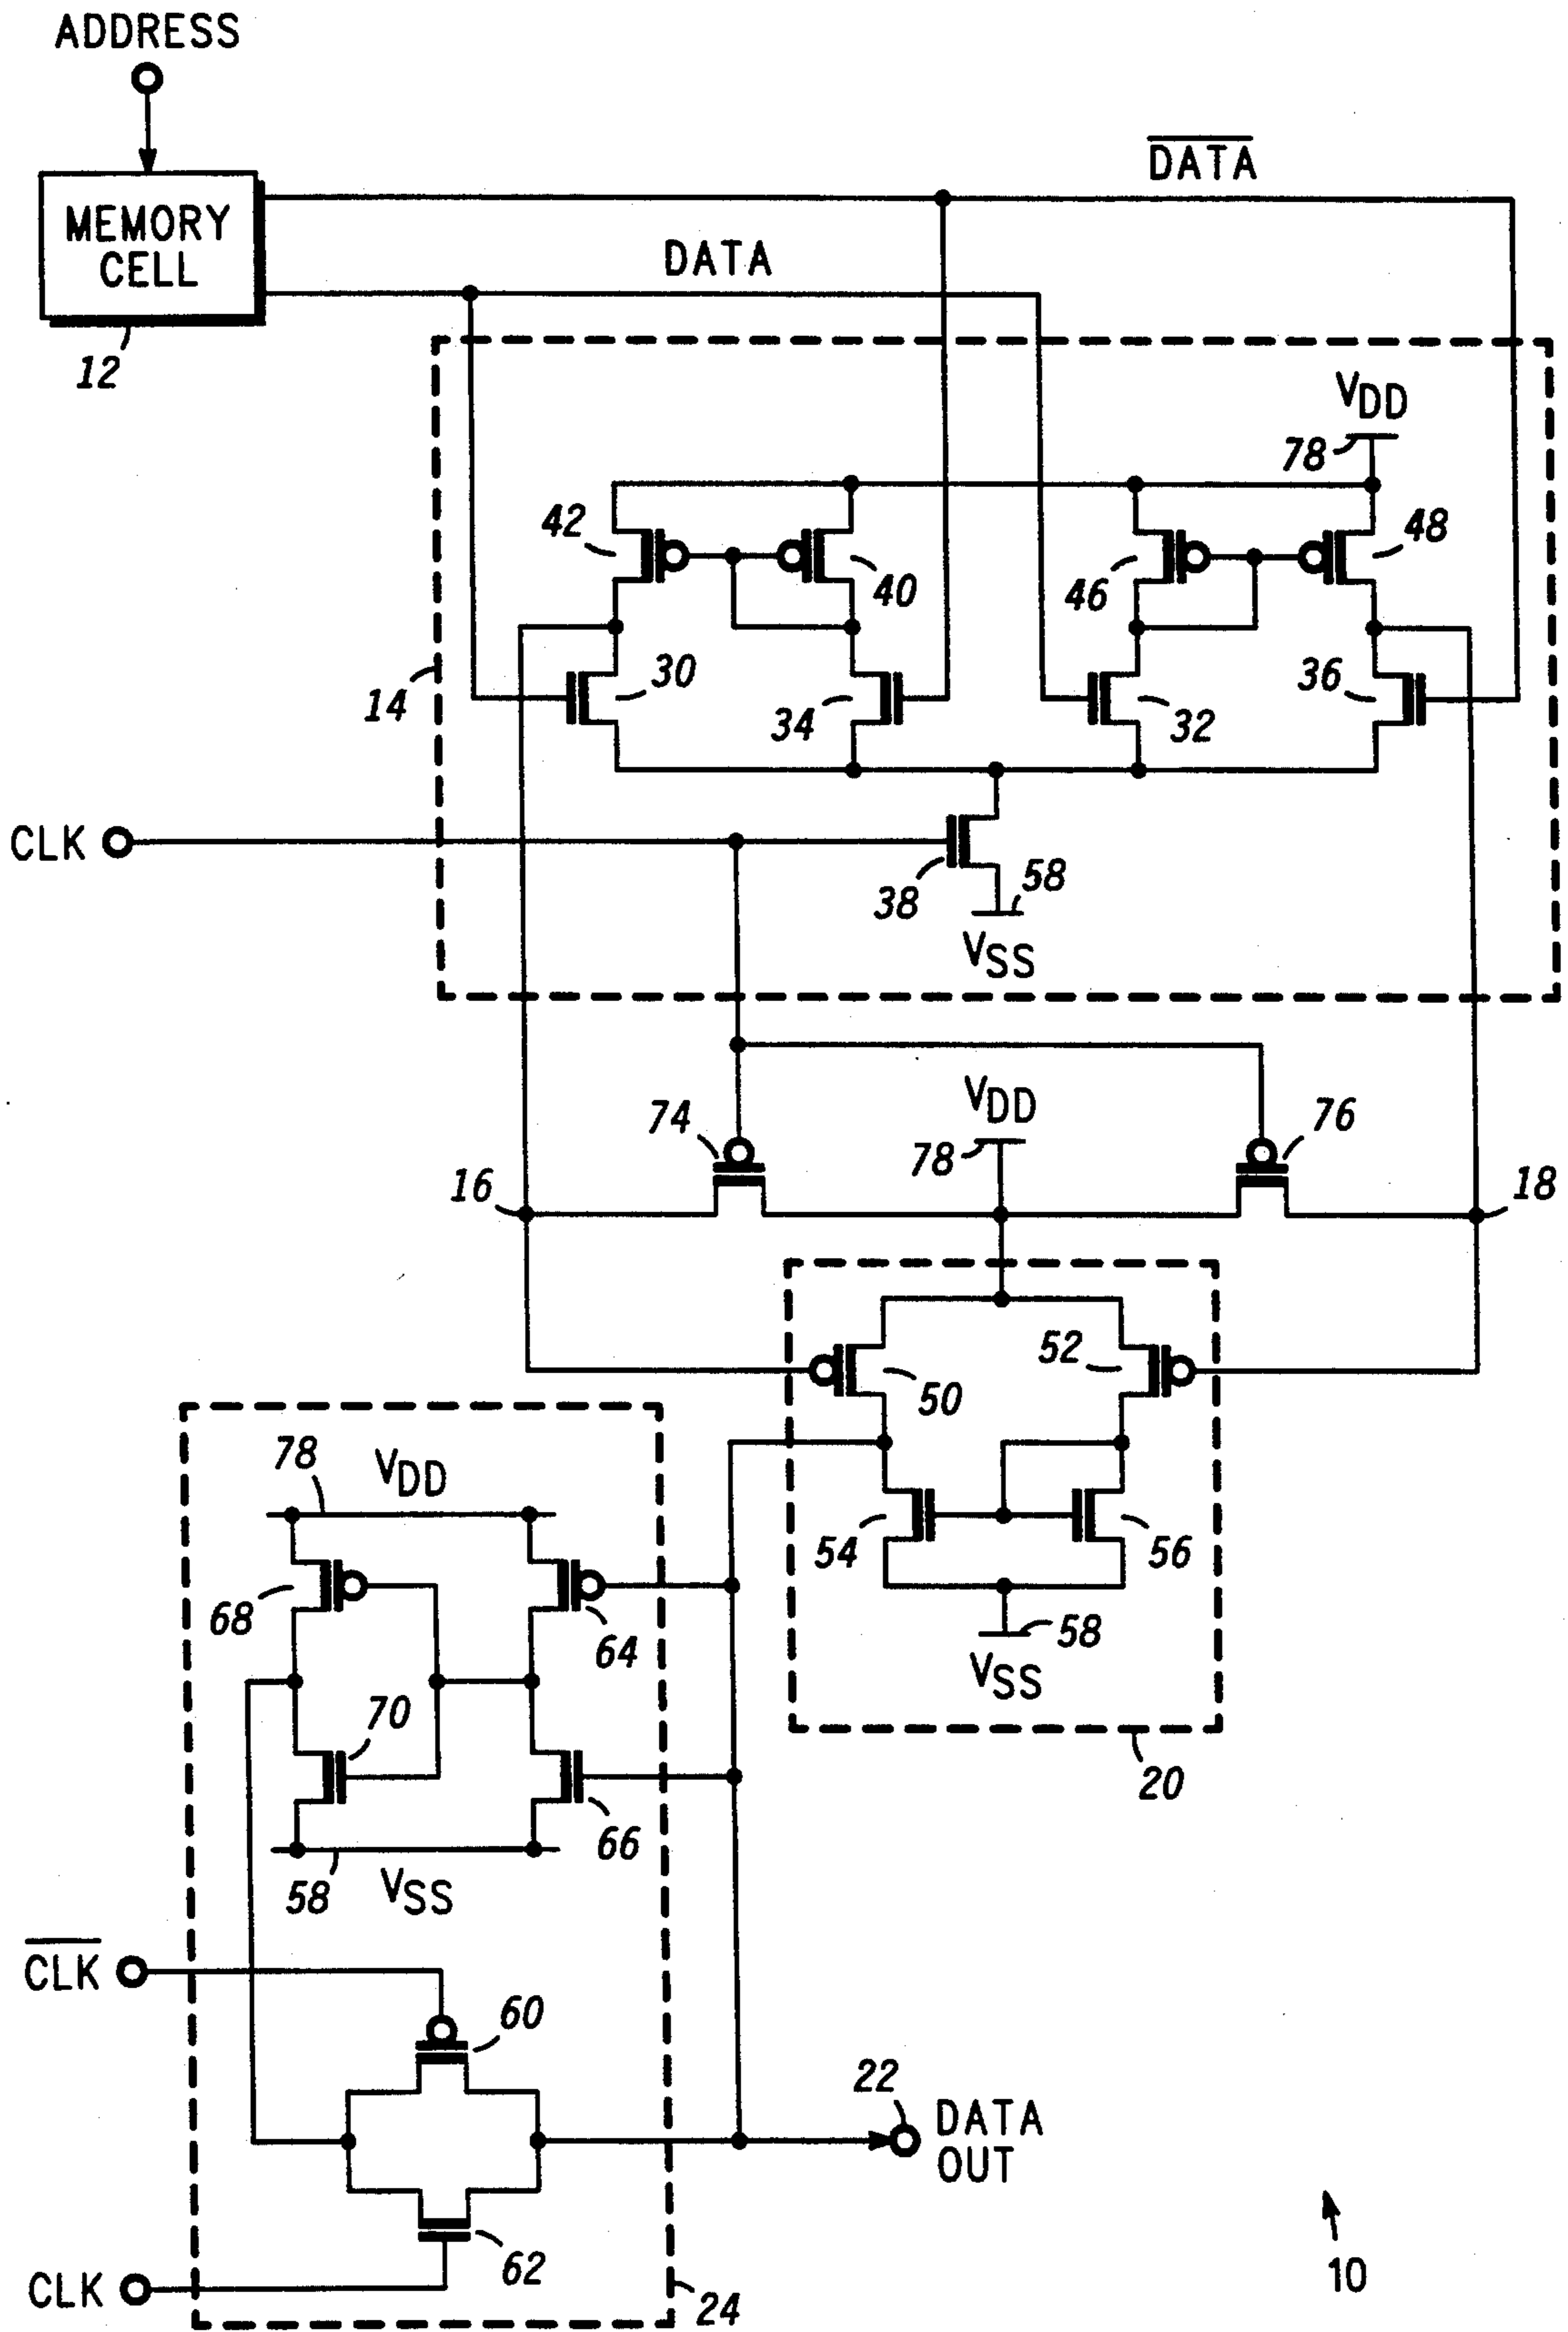 ADDRESS
D̅A̅T̅A̅
MEMORY
CELL
DATA
12
VDD
78
42
40
46
48
14
30
34
32
36
CLK
38
58
VSS
74
VDD
78
76
16
18
50
52
78
VDD
54
56
68
64
58
VSS
70
20
66
58
VSS
C̅L̅K̅
60
22
DATA
OUT
62
10
CLK
24